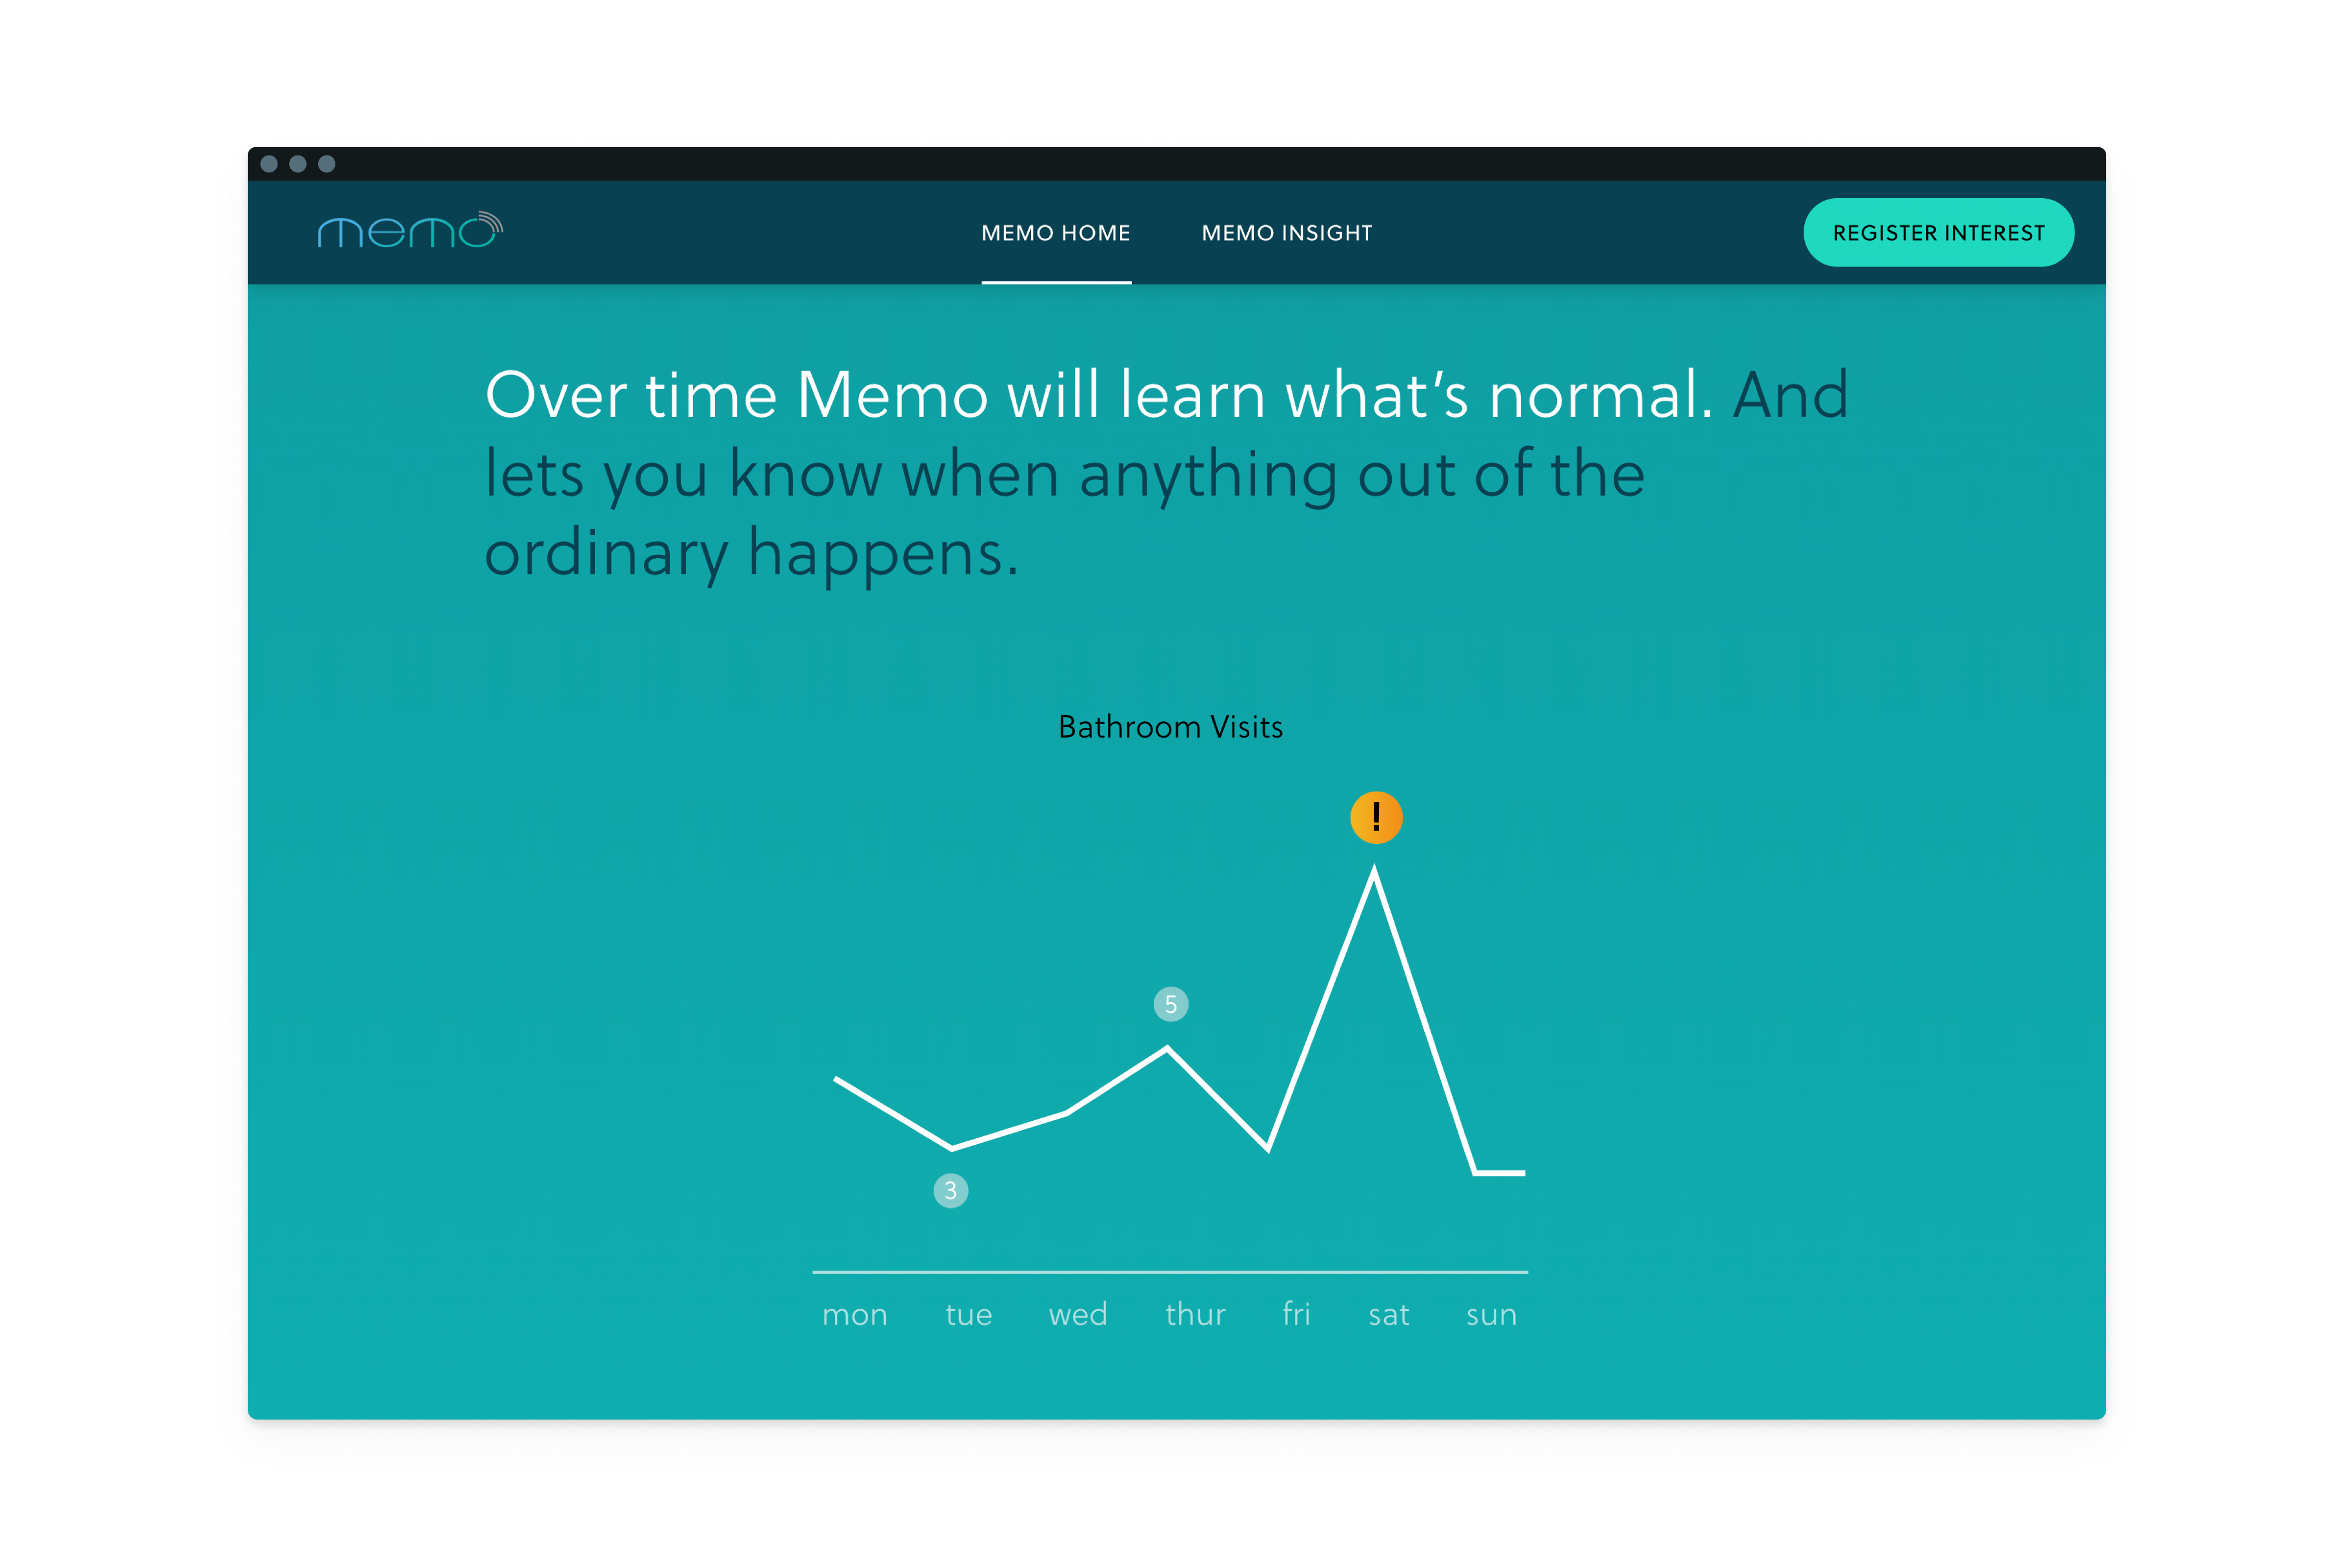 memo
MEMO HOME
MEMO INSIGHT
REGISTER INTEREST
Over time Memo will learn what's normal. And
lets you know when anything out of the
ordinary happens.
Bathroom Visits
!
5
3
mon tue wed thur fri sat sun